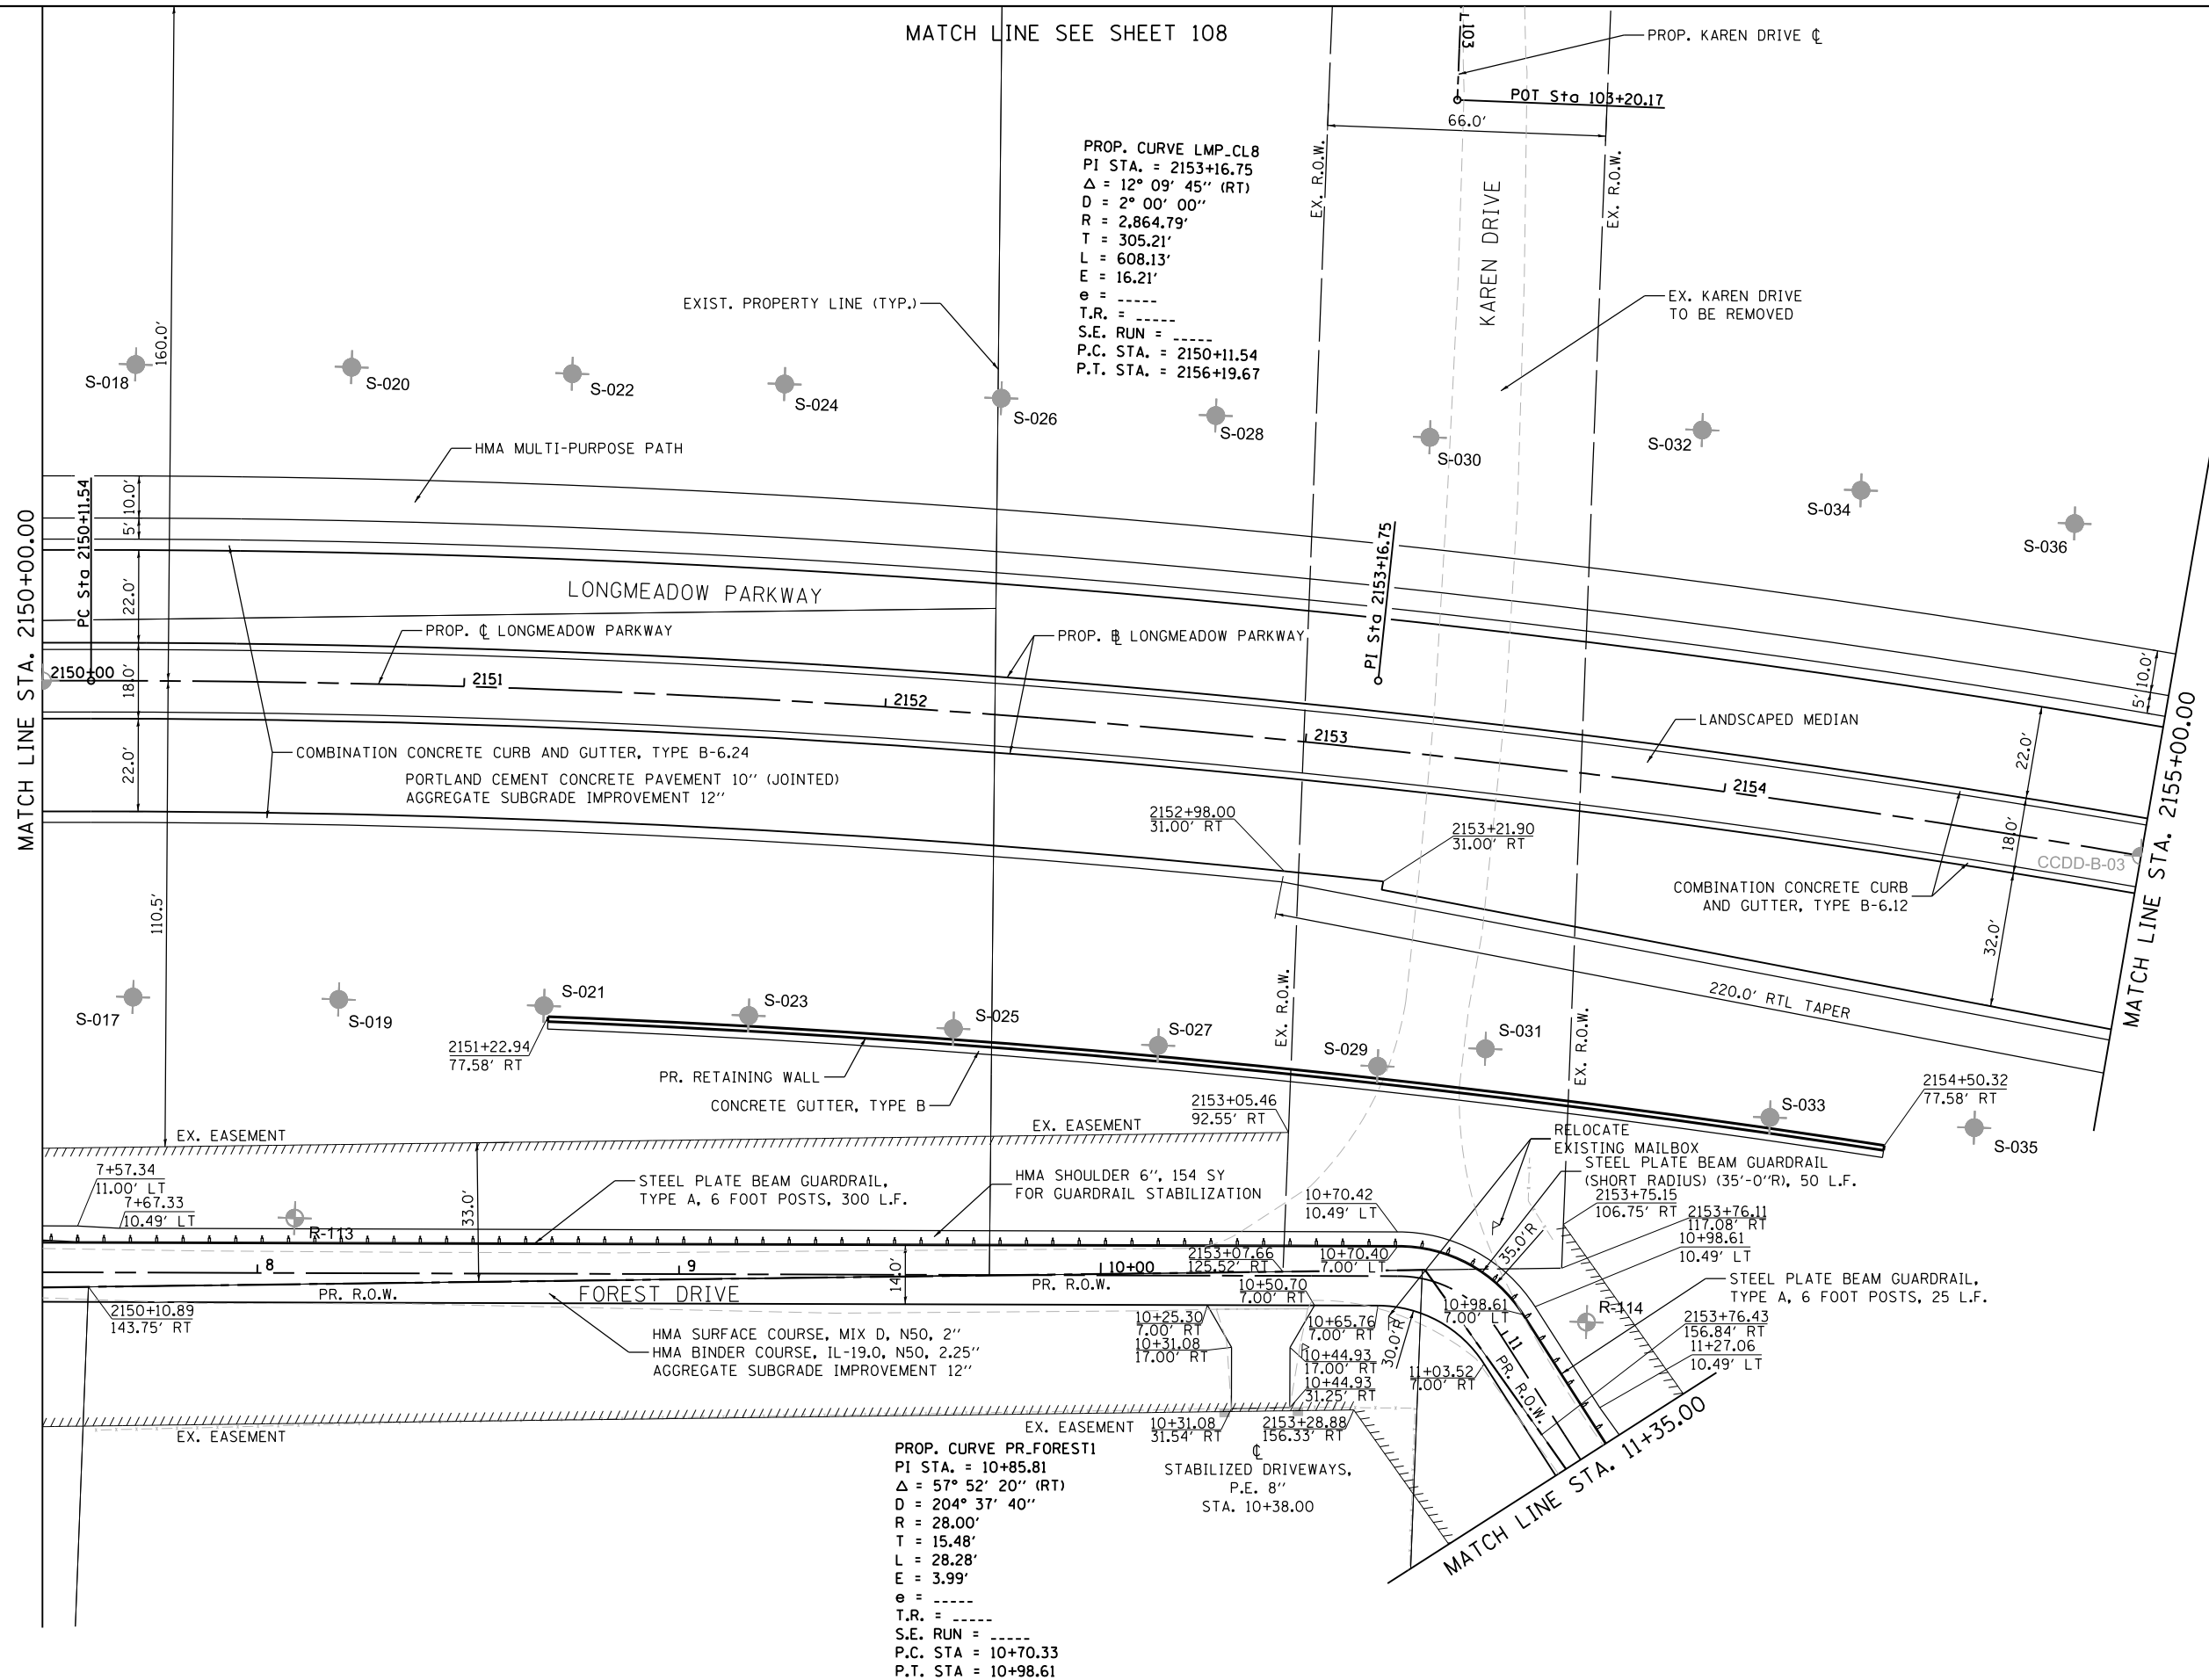 MATCH LINE SEE SHEET 108
103
PROP. KAREN DRIVE ℄
POT Sta 103+20.17
66.0'
EX. R.O.W.
EX. R.O.W.
KAREN DRIVE
PROP. CURVE LMP_CL8
PI STA. = 2153+16.75
Δ = 12° 09' 45" (RT)
D = 2° 00' 00"
R = 2,864.79'
T = 305.21'
L = 608.13'
E = 16.21'
e = -----
T.R. = -----
S.E. RUN = -----
P.C. STA. = 2150+11.54
P.T. STA. = 2156+19.67
EXIST. PROPERTY LINE (TYP.)
EX. KAREN DRIVE
TO BE REMOVED
160.0'
S-018
S-020
S-022
S-024
S-026
S-028
S-030
S-032
S-034
S-036
HMA MULTI-PURPOSE PATH
MATCH LINE STA. 2150+00.00
PC Sta 2150+11.54
10.0'
5'
22.0'
18.0'
22.0'
110.5'
LONGMEADOW PARKWAY
PROP. ℄ LONGMEADOW PARKWAY
PROP. BL LONGMEADOW PARKWAY
PI Sta 2153+16.75
2150+00
2151
2152
2153
2154
LANDSCAPED MEDIAN
5' 10.0'
22.0'
18.0'
32.0'
CCDD-B-03
MATCH LINE STA. 2155+00.00
COMBINATION CONCRETE CURB AND GUTTER, TYPE B-6.24
PORTLAND CEMENT CONCRETE PAVEMENT 10" (JOINTED)
AGGREGATE SUBGRADE IMPROVEMENT 12"
2152+98.00
31.00' RT
2153+21.90
31.00' RT
COMBINATION CONCRETE CURB
AND GUTTER, TYPE B-6.12
220.0' RTL TAPER
EX. R.O.W.
EX. R.O.W.
S-017
S-019
S-021
S-023
S-025
S-027
S-029
S-031
S-033
S-035
2151+22.94
77.58' RT
PR. RETAINING WALL
CONCRETE GUTTER, TYPE B
2153+05.46
92.55' RT
2154+50.32
77.58' RT
EX. EASEMENT
EX. EASEMENT
RELOCATE
EXISTING MAILBOX
STEEL PLATE BEAM GUARDRAIL
(SHORT RADIUS) (35'-0"R), 50 L.F.
7+57.34
11.00' LT
7+67.33
10.49' LT
R-113
33.0'
STEEL PLATE BEAM GUARDRAIL,
TYPE A, 6 FOOT POSTS, 300 L.F.
HMA SHOULDER 6", 154 SY
FOR GUARDRAIL STABILIZATION
10+70.42
10.49' LT
2153+75.15
106.75' RT
2153+76.11
117.08' RT
10+98.61
10.49' LT
35.0'R
8
9
10+00
11
14.0'
2153+07.66
125.52' RT
10+70.40
7.00' LT
STEEL PLATE BEAM GUARDRAIL,
TYPE A, 6 FOOT POSTS, 25 L.F.
PR. R.O.W.
FOREST DRIVE
PR. R.O.W.
10+50.70
7.00' RT
10+98.61
7.00' LT
R-114
2150+10.89
143.75' RT
10+25.30
7.00' RT
10+65.76
7.00' RT
30.0'R
2153+76.43
156.84' RT
HMA SURFACE COURSE, MIX D, N50, 2"
HMA BINDER COURSE, IL-19.0, N50, 2.25"
AGGREGATE SUBGRADE IMPROVEMENT 12"
10+31.08
17.00' RT
10+44.93
17.00' RT
11+27.06
10.49' LT
10+44.93
31.25' RT
11+03.52
7.00' RT
PR. R.O.W.
EX. EASEMENT
EX. EASEMENT
10+31.08
31.54' RT
2153+28.88
156.33' RT
℄
STABILIZED DRIVEWAYS,
P.E. 8"
STA. 10+38.00
MATCH LINE STA. 11+35.00
PROP. CURVE PR_FOREST1
PI STA. = 10+85.81
Δ = 57° 52' 20" (RT)
D = 204° 37' 40"
R = 28.00'
T = 15.48'
L = 28.28'
E = 3.99'
e = -----
T.R. = -----
S.E. RUN = -----
P.C. STA = 10+70.33
P.T. STA = 10+98.61